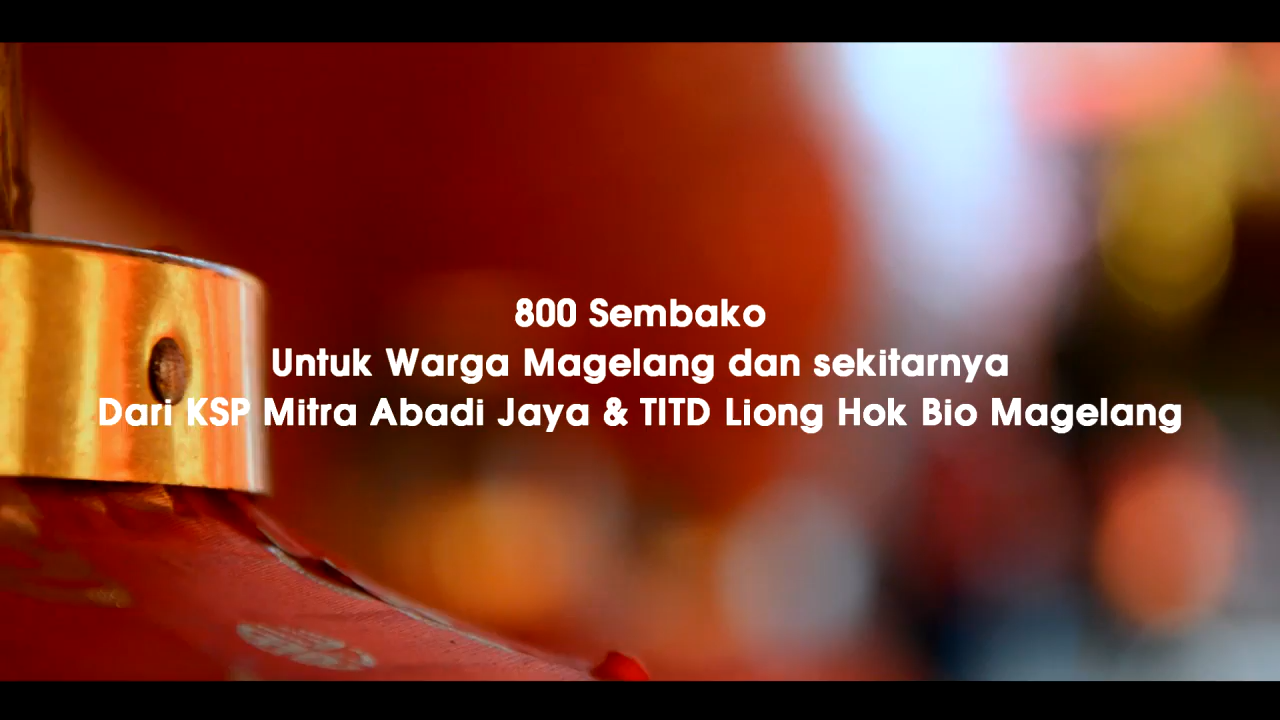 800 Sembako
Untuk Warga Magelang dan sekitarnya
Dari KSP Mitra Abadi Jaya & TITD Liong Hok Bio Magelang